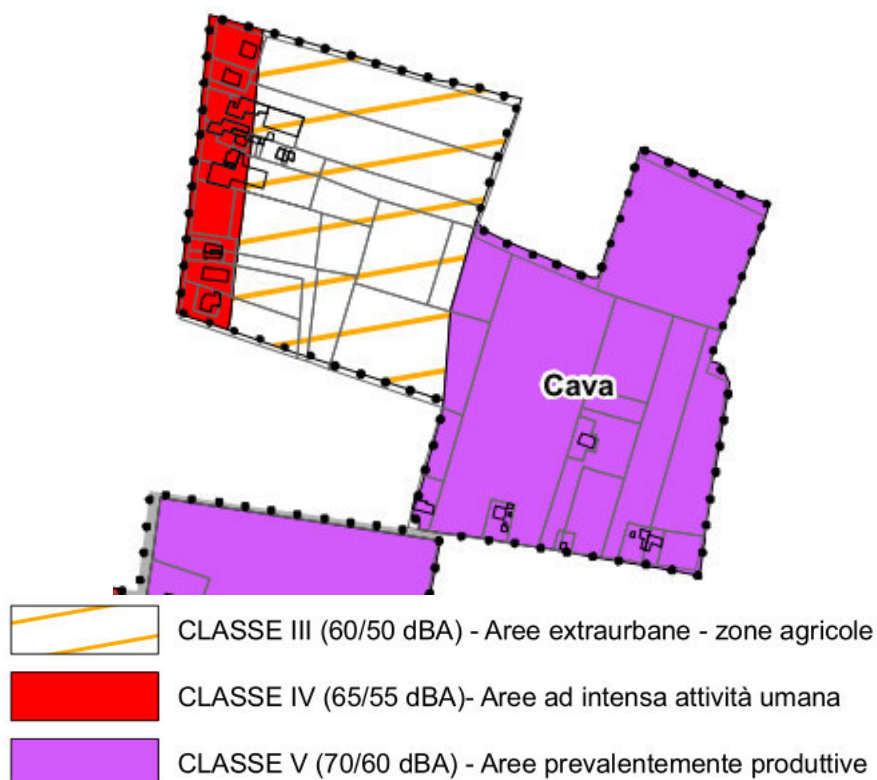 Cava
CLASSE III (60/50 dBA) - Aree extraurbane - zone agricole
CLASSE IV (65/55 dBA)- Aree ad intensa attività umana
CLASSE V (70/60 dBA) - Aree prevalentemente produttive